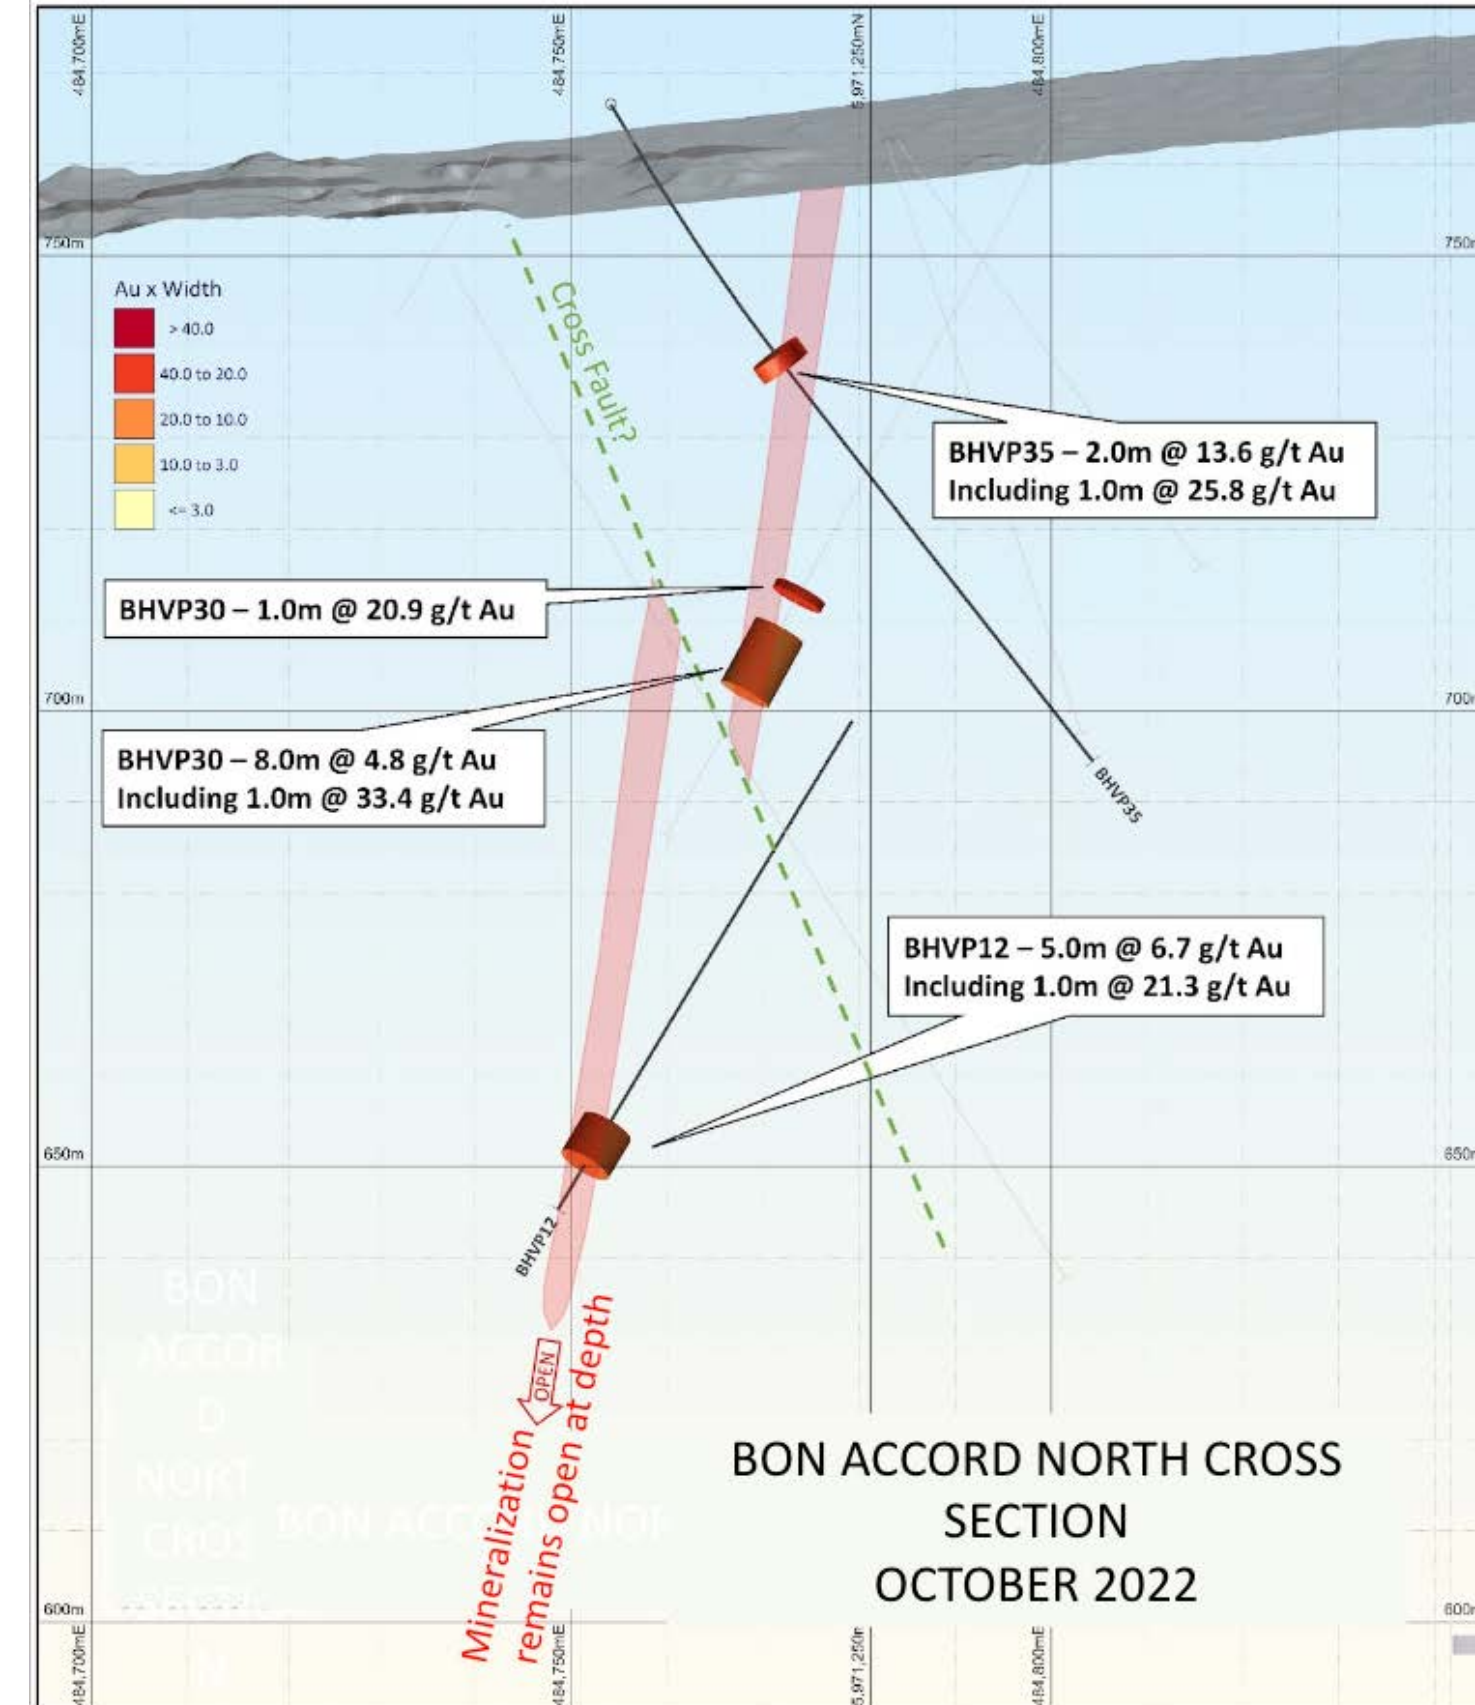 484,700mE
484,750mE
5,971,250mN
484,800mE
750m
750m
Au x Width
> 40.0
40.0 to 20.0
20.0 to 10.0
10.0 to 3.0
<= 3.0
Cross Fault?
BHVP35 – 2.0m @ 13.6 g/t Au
Including 1.0m @ 25.8 g/t Au
BHVP30 – 1.0m @ 20.9 g/t Au
700m
700m
BHVP30 – 8.0m @ 4.8 g/t Au
Including 1.0m @ 33.4 g/t Au
BHVP35
BHVP12 – 5.0m @ 6.7 g/t Au
Including 1.0m @ 21.3 g/t Au
650m
650m
BHVP12
OPEN
Mineralization
remains open at depth
BON
ACCOR
D
NORT
CROS
BON ACCORD NORTH CROSS
SECTION
OCTOBER 2022
600m
600m
484,700mE
484,750mE
5,971,250m
484,800mE